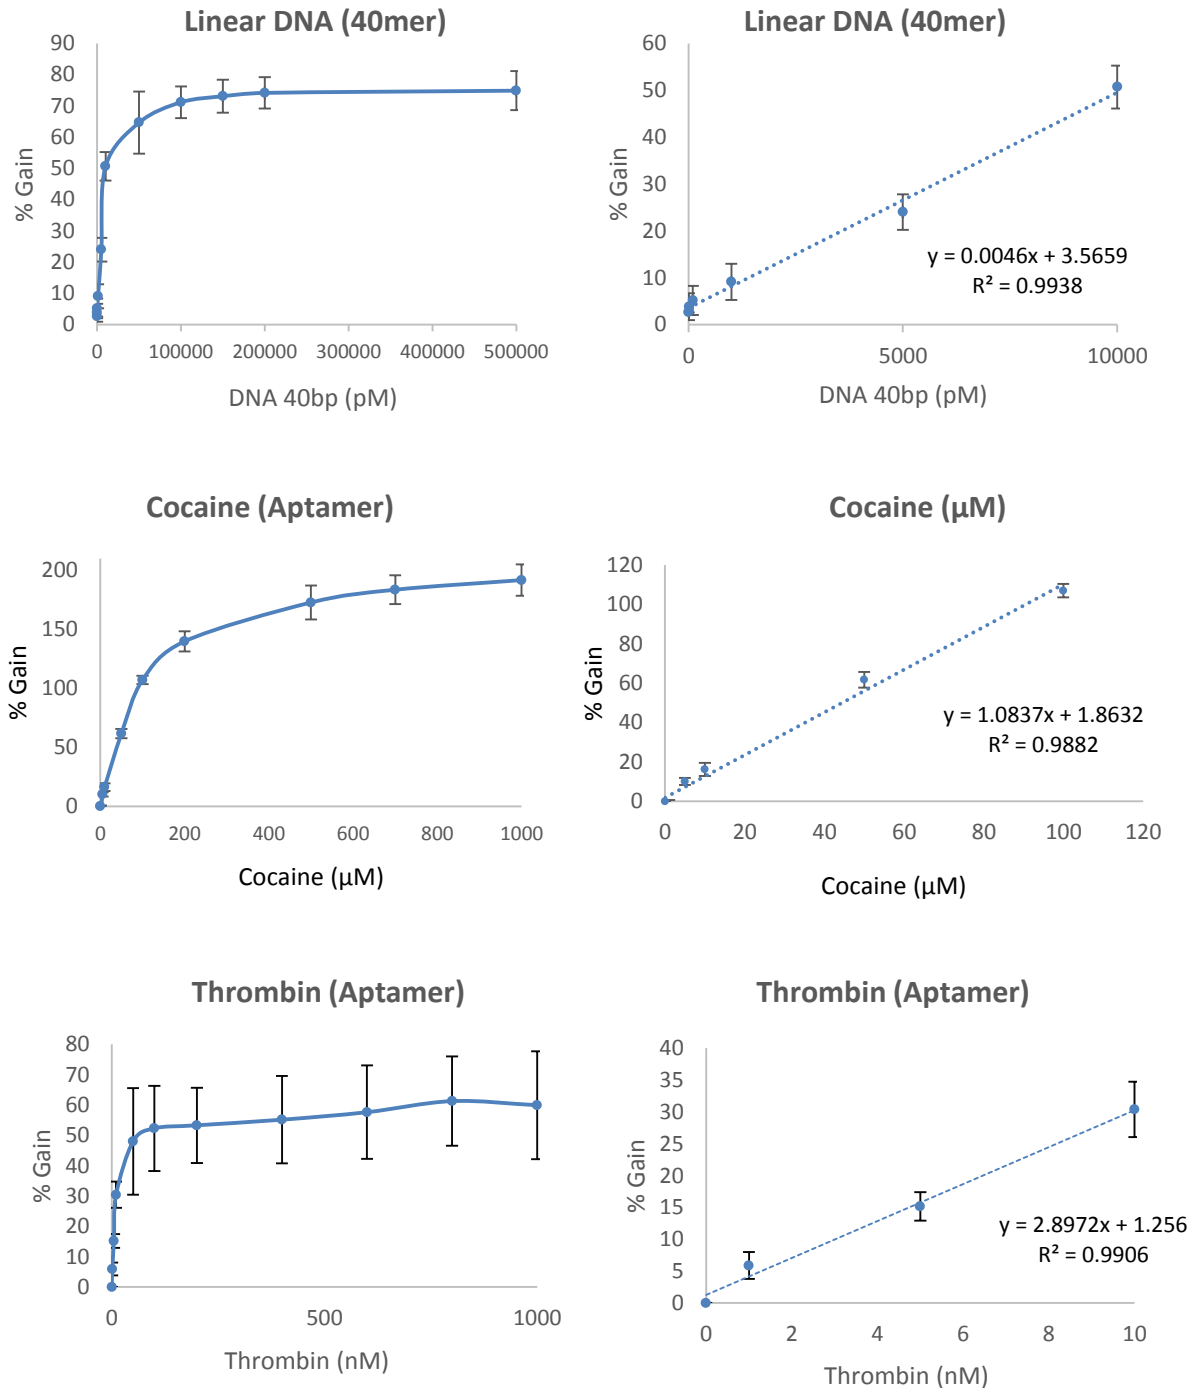 Linear DNA (40mer)
90
80
70
60
50
40
30
20
10
0
% Gain
0 100000 200000 300000 400000 500000
DNA 40bp (pM)
Linear DNA (40mer)
60
50
40
30
20
10
0
% Gain
y = 0.0046x + 3.5659
R² = 0.9938
0 5000 10000
DNA 40bp (pM)
Cocaine (Aptamer)
200
150
100
50
0
% Gain
0 200 400 600 800 1000
Cocaine (µM)
Cocaine (µM)
120
100
80
60
40
20
0
% Gain
y = 1.0837x + 1.8632
R² = 0.9882
0 20 40 60 80 100 120
Cocaine (µM)
Thrombin (Aptamer)
80
70
60
50
40
30
20
10
0
% Gain
0 500 1000
Thrombin (nM)
Thrombin (Aptamer)
40
35
30
25
20
15
10
5
0
% Gain
y = 2.8972x + 1.256
R² = 0.9906
0 2 4 6 8 10
Thrombin (nM)